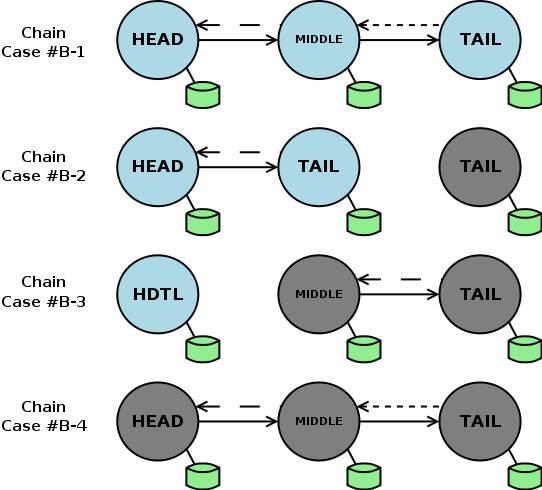 Chain
Case #B-1
HEAD
MIDDLE
TAIL
Chain
Case #B-2
HEAD
TAIL
TAIL
Chain
Case #B-3
HDTL
MIDDLE
TAIL
Chain
Case #B-4
HEAD
MIDDLE
TAIL